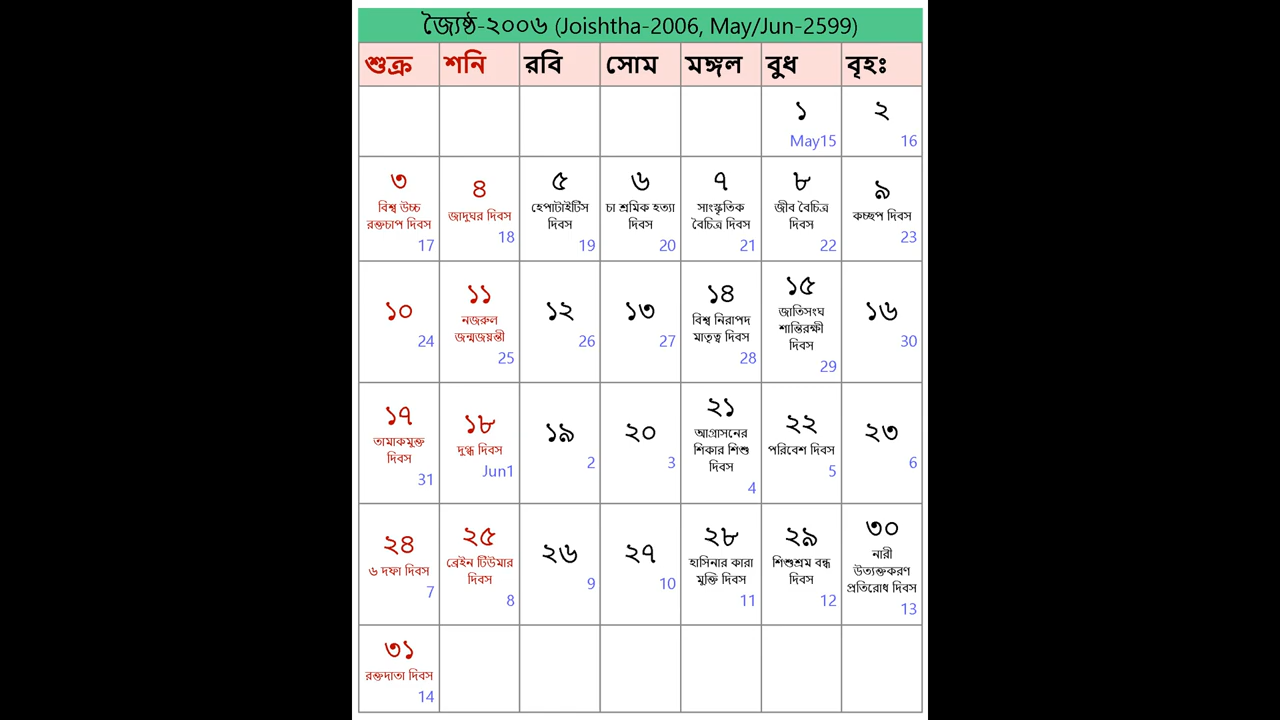 জ্যৈষ্ঠ-২০০৬ (Joishtha-2006, May/Jun-2599)
শুক্র শনি রবি সোম মঙ্গল বুধ বৃহঃ
১ ২
May15 16
৩ ৪ ৫ ৬ ৭ ৮ ৯
বিশ্ব উচ্চ রক্তচাপ দিবস জাদুঘর দিবস হেপাটাইটিস দিবস চা শ্রমিক হত্যা দিবস সাংস্কৃতিক বৈচিত্র দিবস জীব বৈচিত্র দিবস কচ্ছপ দিবস
17 18 19 20 21 22 23
১০ ১১ ১২ ১৩ ১৪ ১৫ ১৬
নজরুল জন্মজয়ন্তী বিশ্ব নিরাপদ মাতৃত্ব দিবস জাতিসংঘ শান্তিরক্ষী দিবস
24 25 26 27 28 29 30
১৭ ১৮ ১৯ ২০ ২১ ২২ ২৩
তামাকমুক্ত দিবস দুগ্ধ দিবস আগ্রাসনের শিকার শিশু দিবস পরিবেশ দিবস
31 Jun1 2 3 4 5 6
২৪ ২৫ ২৬ ২৭ ২৮ ২৯ ৩০
৬ দফা দিবস ব্রেইন টিউমার দিবস হাসিনার কারা মুক্তি দিবস শিশুশ্রম বন্ধ দিবস নারী উত্যক্তকরণ প্রতিরোধ দিবস
7 8 9 10 11 12 13
৩১
রক্তদাতা দিবস
14